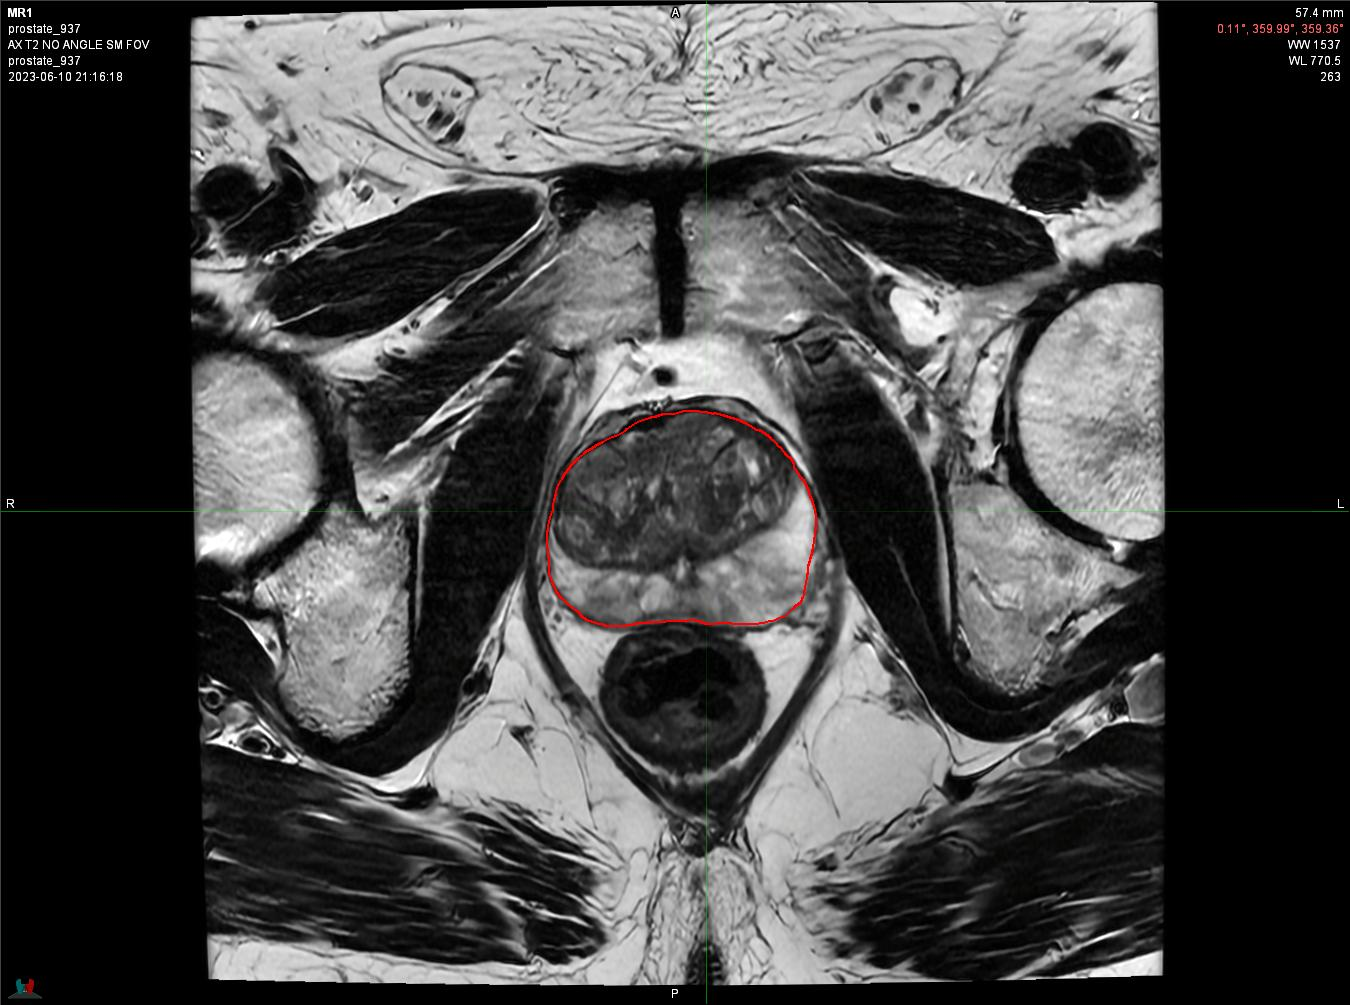 MR1
prostate_937
AX T2 NO ANGLE SM FOV
prostate_937
2023-06-10 21:16:18
A
57.4 mm
0.11°, 359.99°, 359.36°
WW 1537
WL 770.5
263
R
L
P